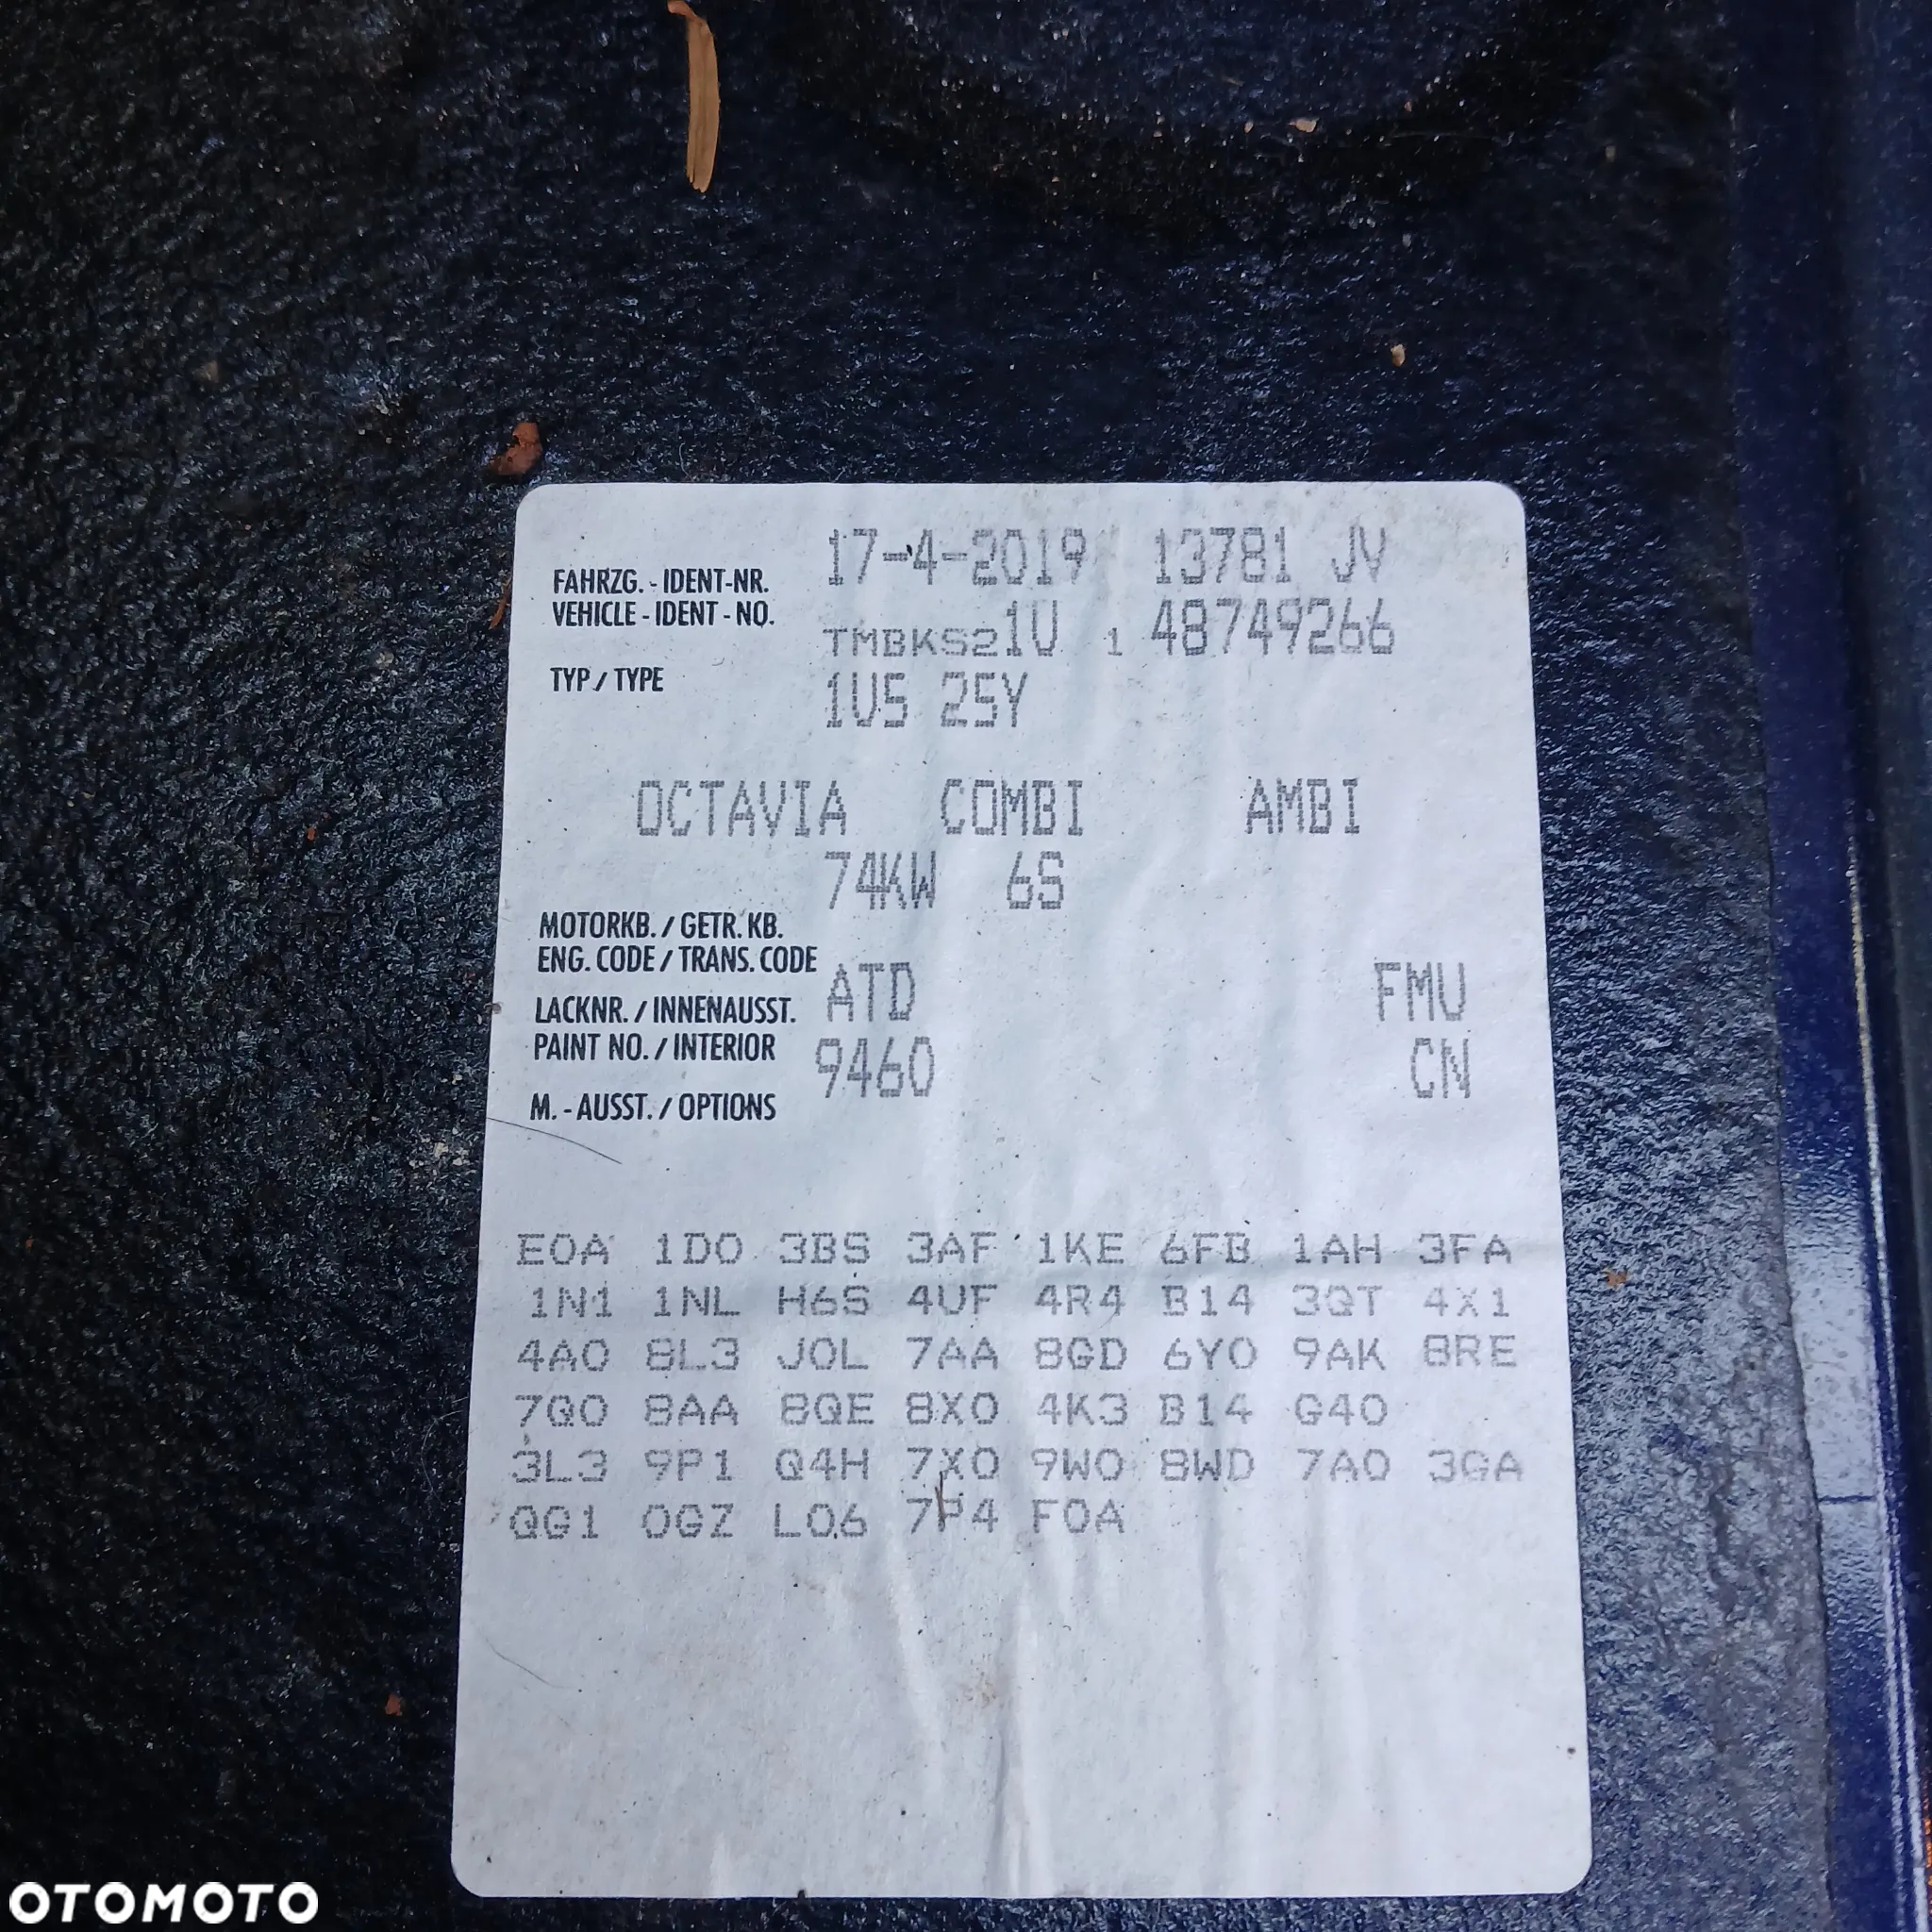 17-4-2019 13781 JV
FAHRZG. - IDENT-NR.
VEHICLE - IDENT - NO.
TMBKS21U 1 48749266
TYP / TYPE
1U5 25Y
OCTAVIA COMBI AMBI
74KW 6S
MOTORKB. / GETR. KB.
ENG. CODE / TRANS. CODE
ATD FMU
LACKNR. / INNENAUSST.
PAINT NO. / INTERIOR
9460 CN
M. - AUSST. / OPTIONS
E0A 1D0 3BS 3AF 1KE 6FB 1AH 3FA
1N1 1NL H6S 4UF 4R4 B14 3QT 4X1
4A0 8L3 J0L 7AA 8GD 6Y0 9AK 8RE
7Q0 8AA 8QE 8X0 4K3 B14 G40
3L3 9P1 Q4H 7X0 9W0 8WD 7A0 3GA
QG1 0GZ L06 7P4 F0A
OTOMOTO